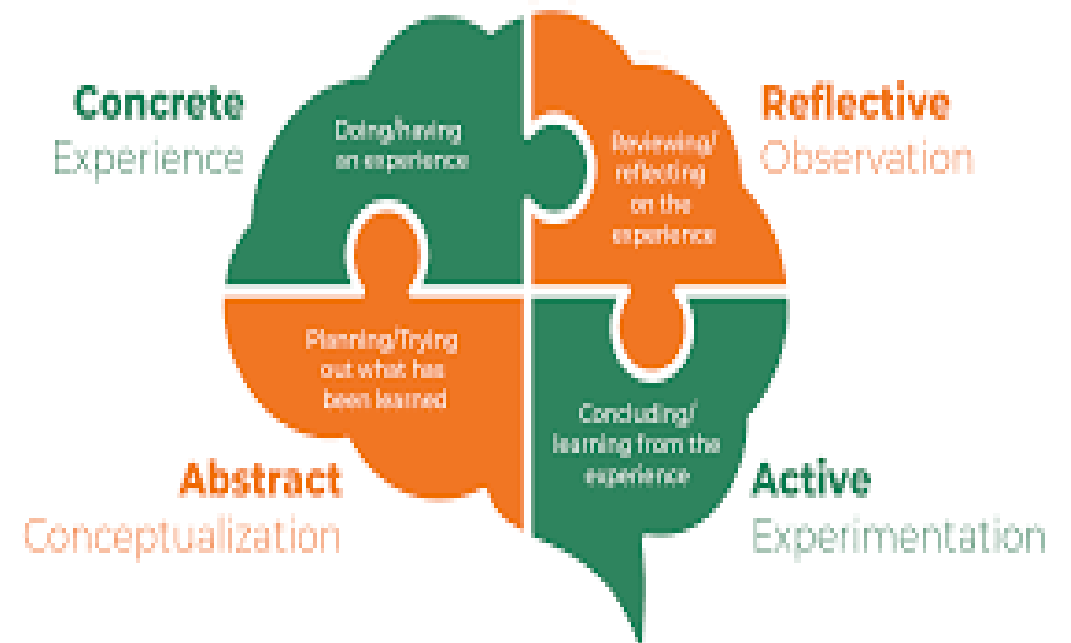 Concrete
Experience
Doing/having
an experience
Reflective
Observation
Reviewing/
reflecting
on the
experience
Planning/Trying
out what has
been learned
Abstract
Conceptualization
Concluding/
learning from the
experience
Active
Experimentation